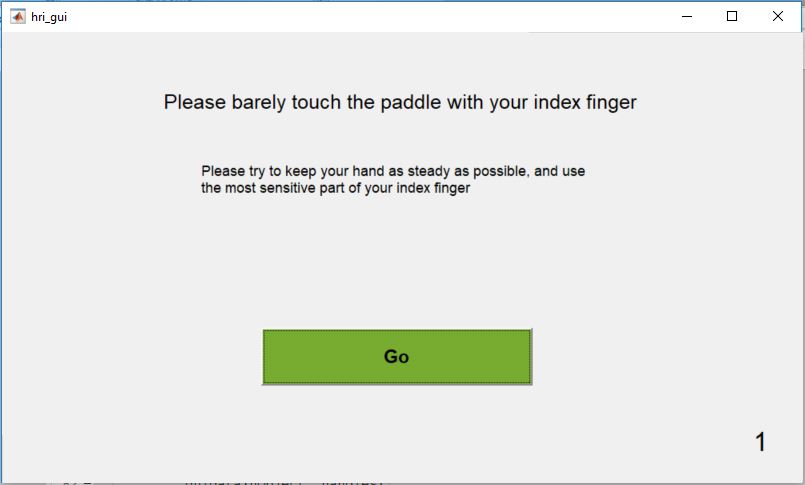 hri_gui
Please barely touch the paddle with your index finger
Please try to keep your hand as steady as possible, and use
the most sensitive part of your index finger
Go
1